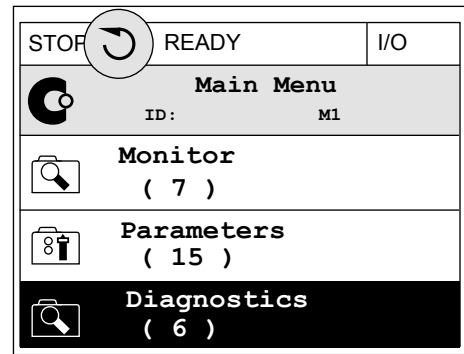 STOP READY I/O
Main Menu
ID: M1
Monitor
( 7 )
Parameters
( 15 )
Diagnostics
( 6 )